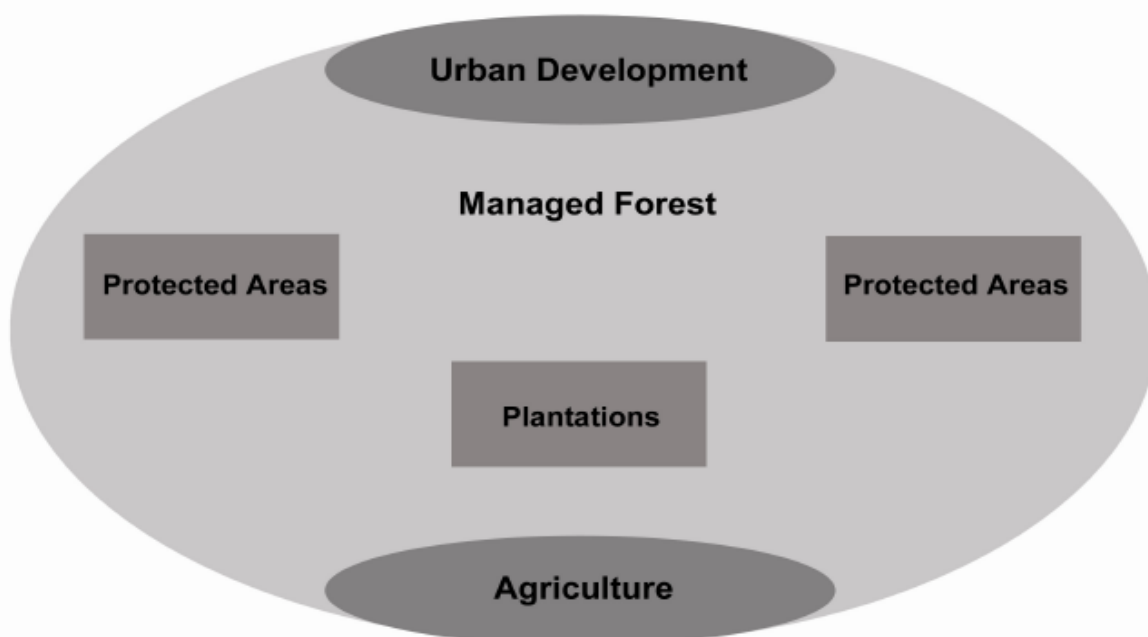 Urban Development
Managed Forest
Protected Areas
Protected Areas
Plantations
Agriculture